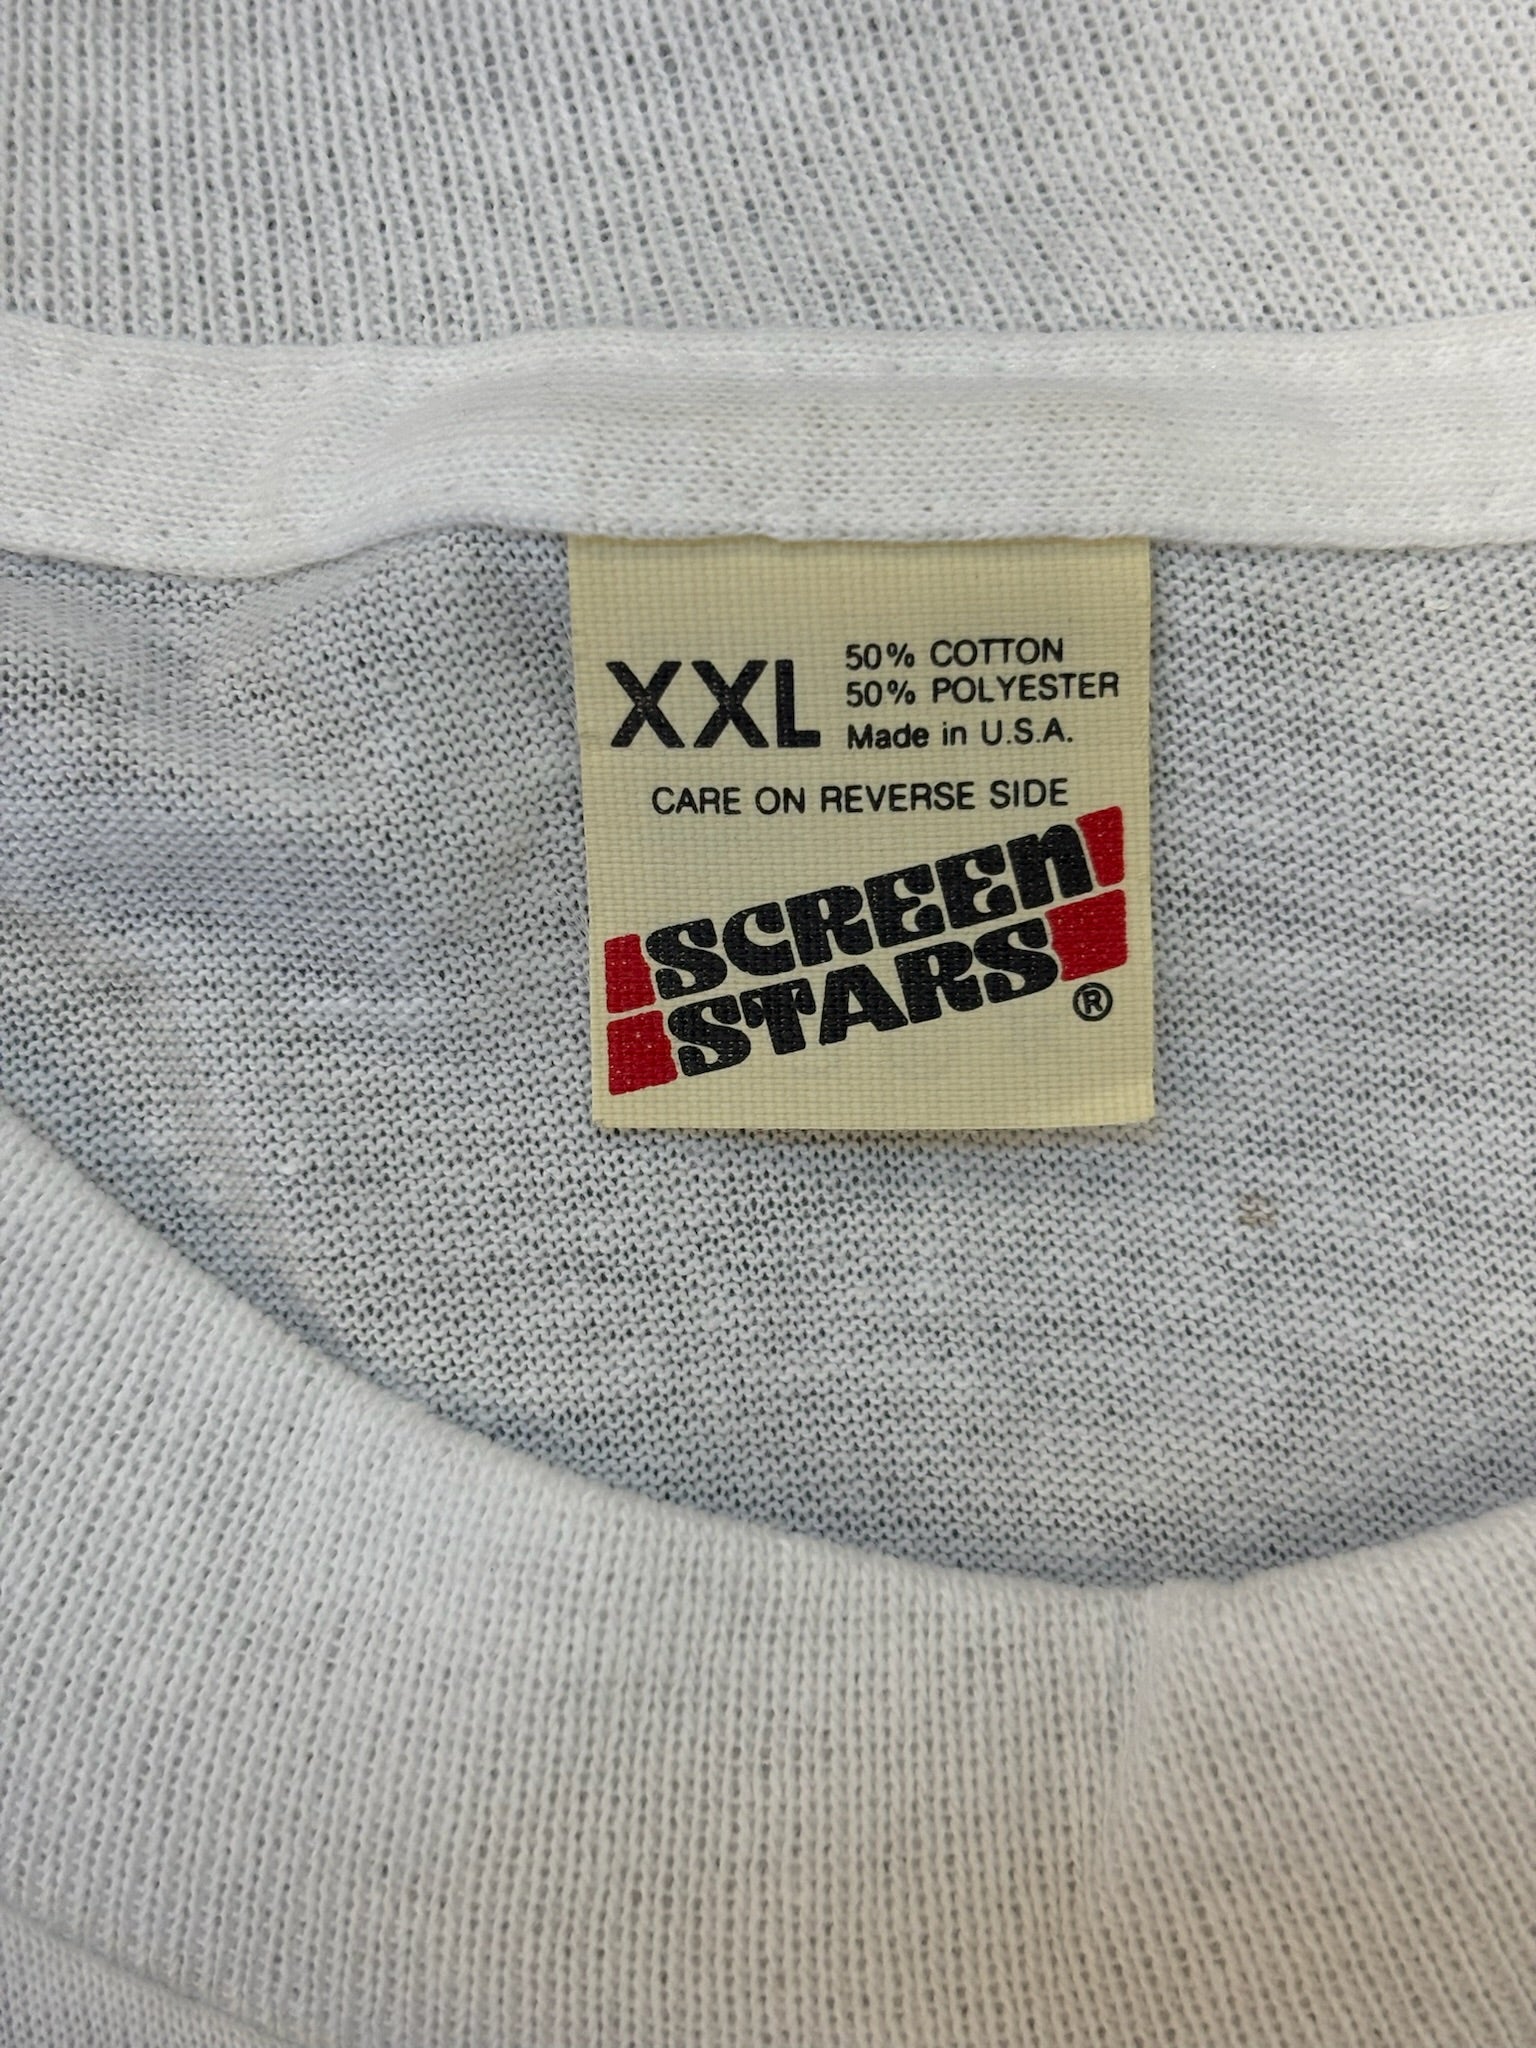 XXL
50% COTTON
50% POLYESTER
Made in U.S.A.
CARE ON REVERSE SIDE
SCREEN
STARS
®